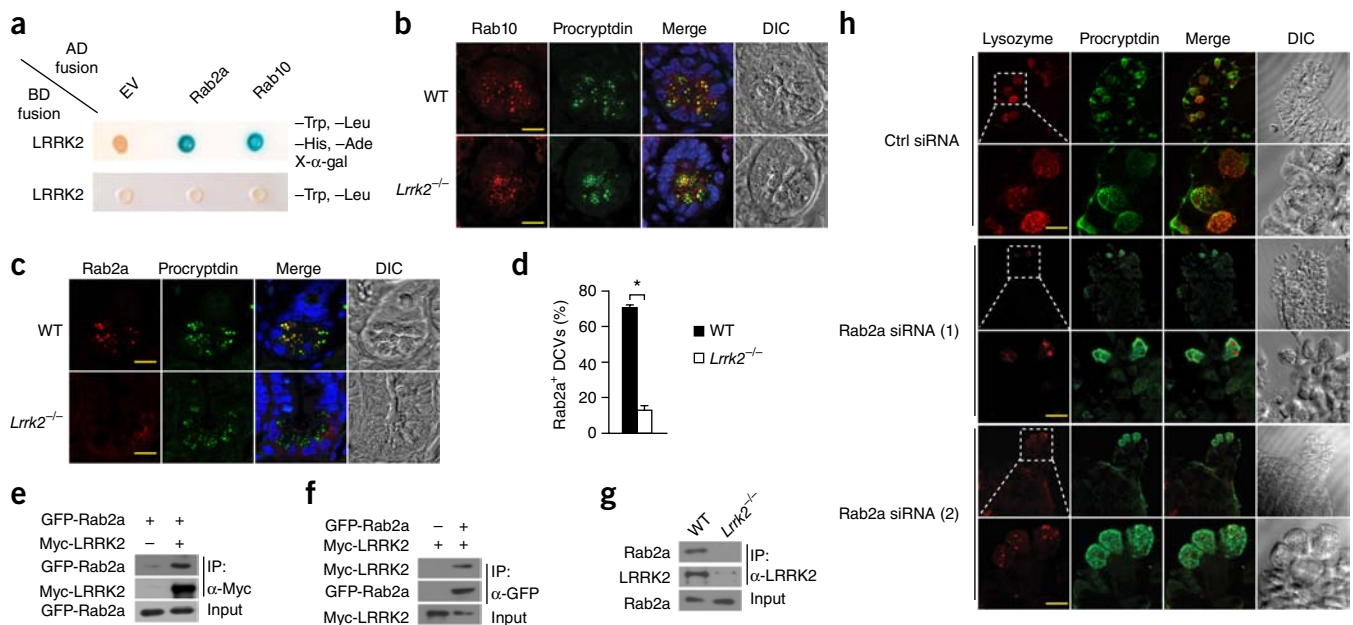 a
AD
fusion
BD
fusion
EV
Rab2a
Rab10
LRRK2
–Trp, –Leu
–His, –Ade
X-α-gal
LRRK2
–Trp, –Leu
b
Rab10 Procryptdin Merge DIC
WT
Lrrk2–/–
c
Rab2a Procryptdin Merge DIC
WT
Lrrk2–/–
d
Rab2a+ DCVs (%)
80
60
40
20
0
*
WT
Lrrk2–/–
e
GFP-Rab2a + +
Myc-LRRK2 – +
GFP-Rab2a
Myc-LRRK2
IP:
α-Myc
GFP-Rab2a Input
f
GFP-Rab2a – +
Myc-LRRK2 + +
Myc-LRRK2
GFP-Rab2a
IP:
α-GFP
Myc-LRRK2 Input
g
WT
Lrrk2–/–
Rab2a
LRRK2
IP:
α-LRRK2
Rab2a Input
h
Lysozyme Procryptdin Merge DIC
Ctrl siRNA
Rab2a siRNA (1)
Rab2a siRNA (2)